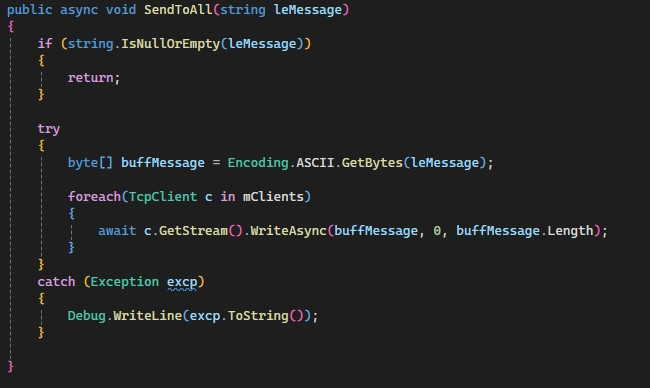 public async void SendToAll(string leMessage)
{
if (string.IsNullOrEmpty(leMessage))
{
return;
}
try
{
byte[] buffMessage = Encoding.ASCII.GetBytes(leMessage);
foreach(TcpClient c in mClients)
{
await c.GetStream().WriteAsync(buffMessage, 0, buffMessage.Length);
}
}
catch (Exception excp)
{
Debug.WriteLine(excp.ToString());
}
}